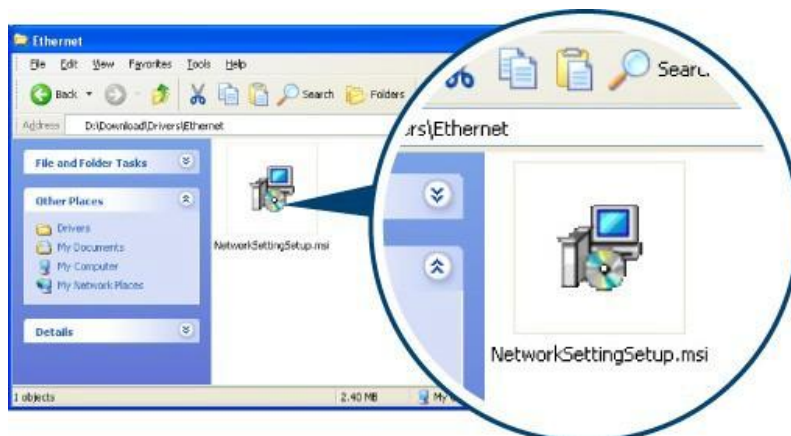 Ethernet
File Edit View Favorites Tools Help
Back Search Folders
Address D:\Download\Drivers\Ethernet
File and Folder Tasks
Other Places
Drivers
My Documents
My Computer
My Network Places
Details
NetworkSettingSetup.msi
1 objects 2.40 MB My
Searc
ers\Ethernet
NetworkSettingSetup.msi